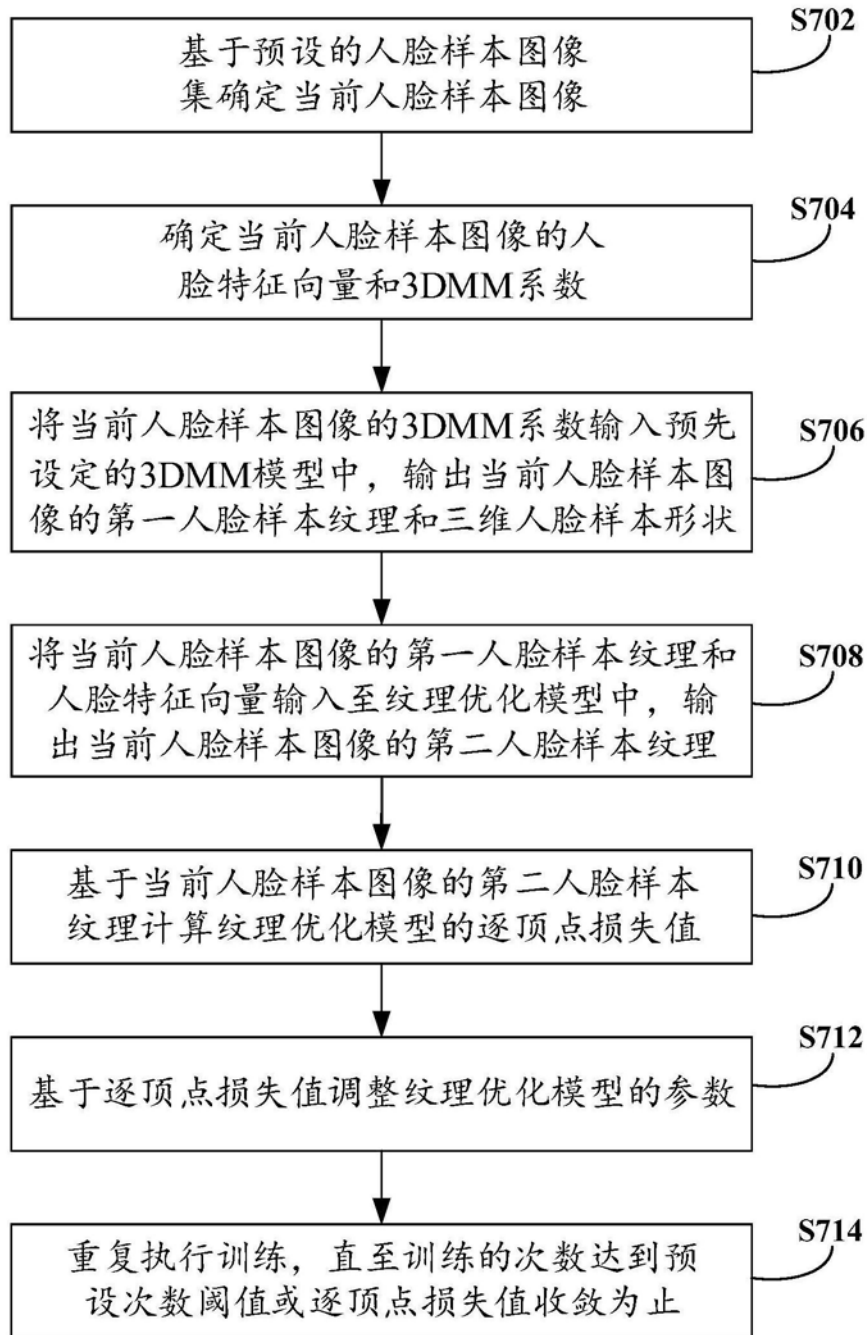 S702
基于预设的人脸样本图像
集确定当前人脸样本图像
S704
确定当前人脸样本图像的人
脸特征向量和3DMM系数
S706
将当前人脸样本图像的3DMM系数输入预先
设定的3DMM模型中，输出当前人脸样本图
像的第一人脸样本纹理和三维人脸样本形状
S708
将当前人脸样本图像的第一人脸样本纹理和
人脸特征向量输入至纹理优化模型中，输
出当前人脸样本图像的第二人脸样本纹理
S710
基于当前人脸样本图像的第二人脸样本
纹理计算纹理优化模型的逐顶点损失值
S712
基于逐顶点损失值调整纹理优化模型的参数
S714
重复执行训练，直至训练的次数达到预
设次数阈值或逐顶点损失值收敛为止